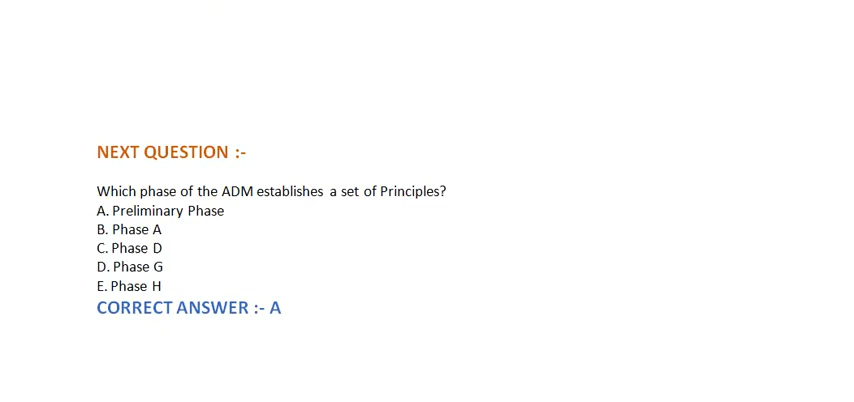 NEXT QUESTION :-
Which phase of the ADM establishes a set of Principles?
A. Preliminary Phase
B. Phase A
C. Phase D
D. Phase G
E. Phase H
CORRECT ANSWER :- A